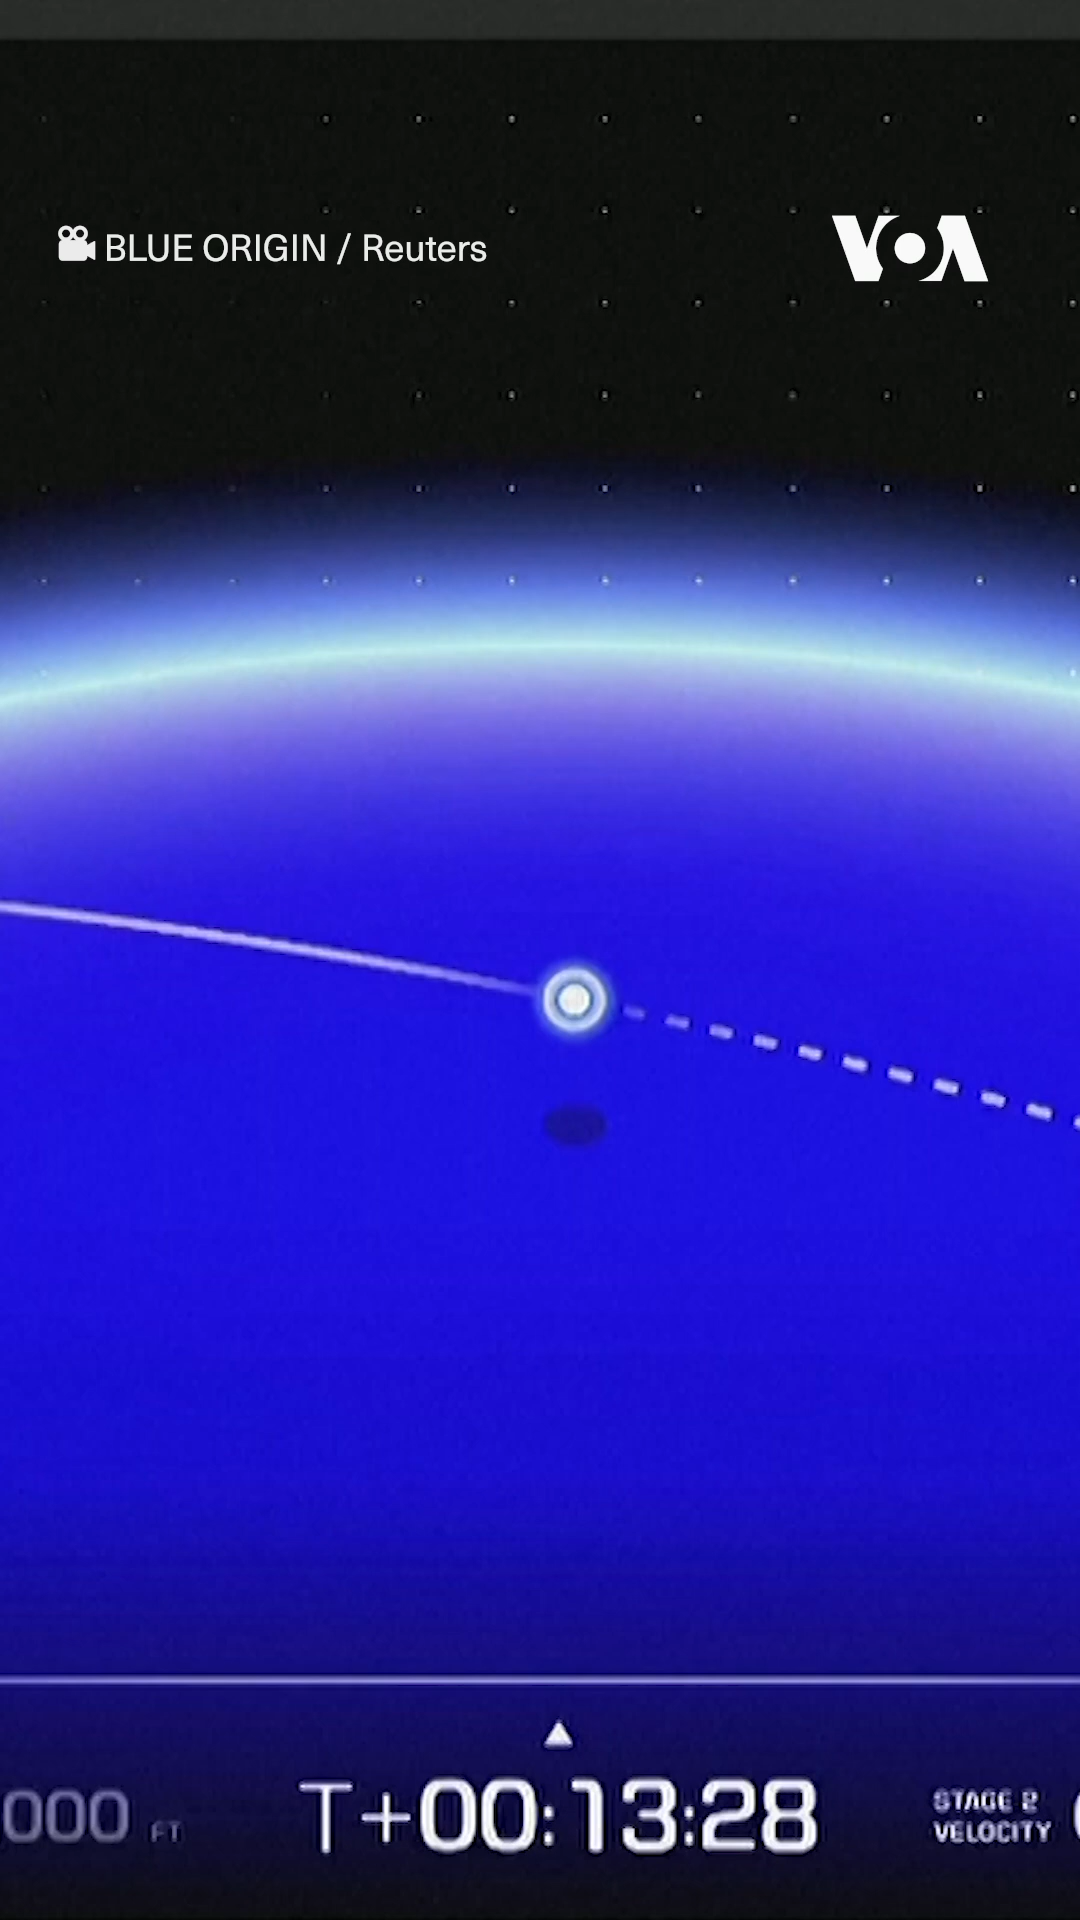 BLUE ORIGIN / Reuters
VOA
000 FT
T+00:13:28
STAGE 2
VELOCITY